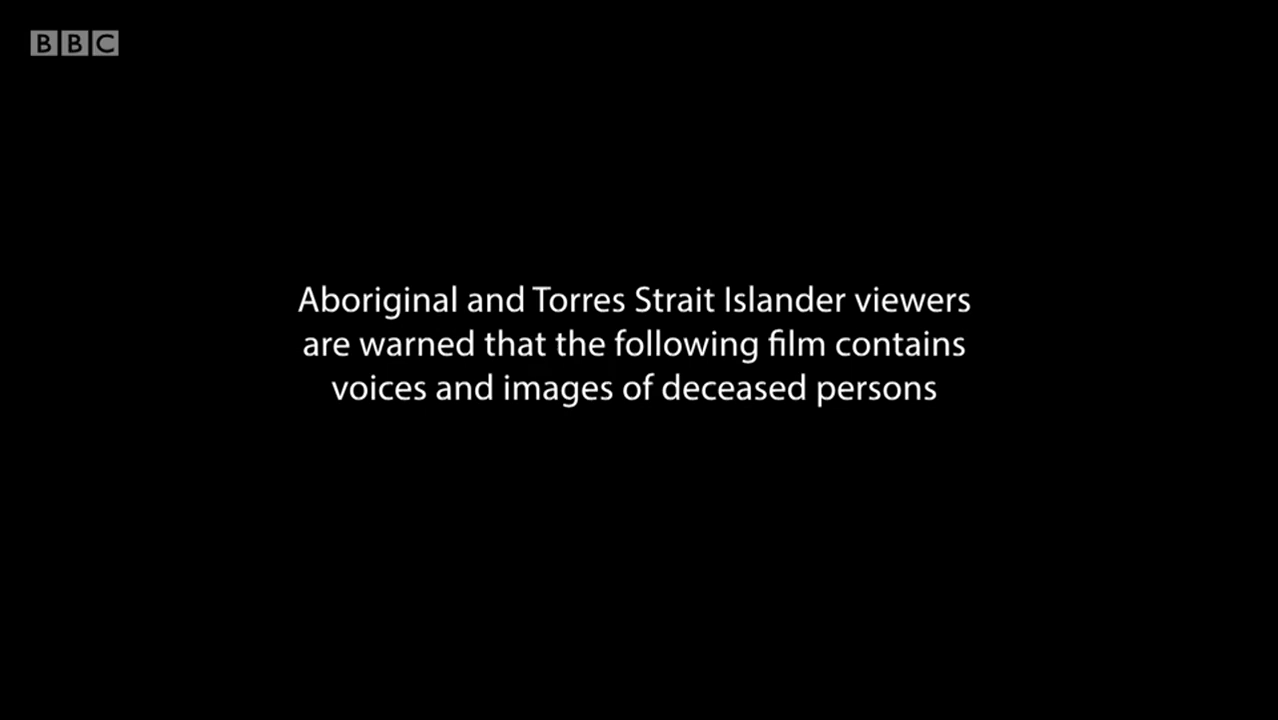 BBC
Aboriginal and Torres Strait Islander viewers
are warned that the following film contains
voices and images of deceased persons